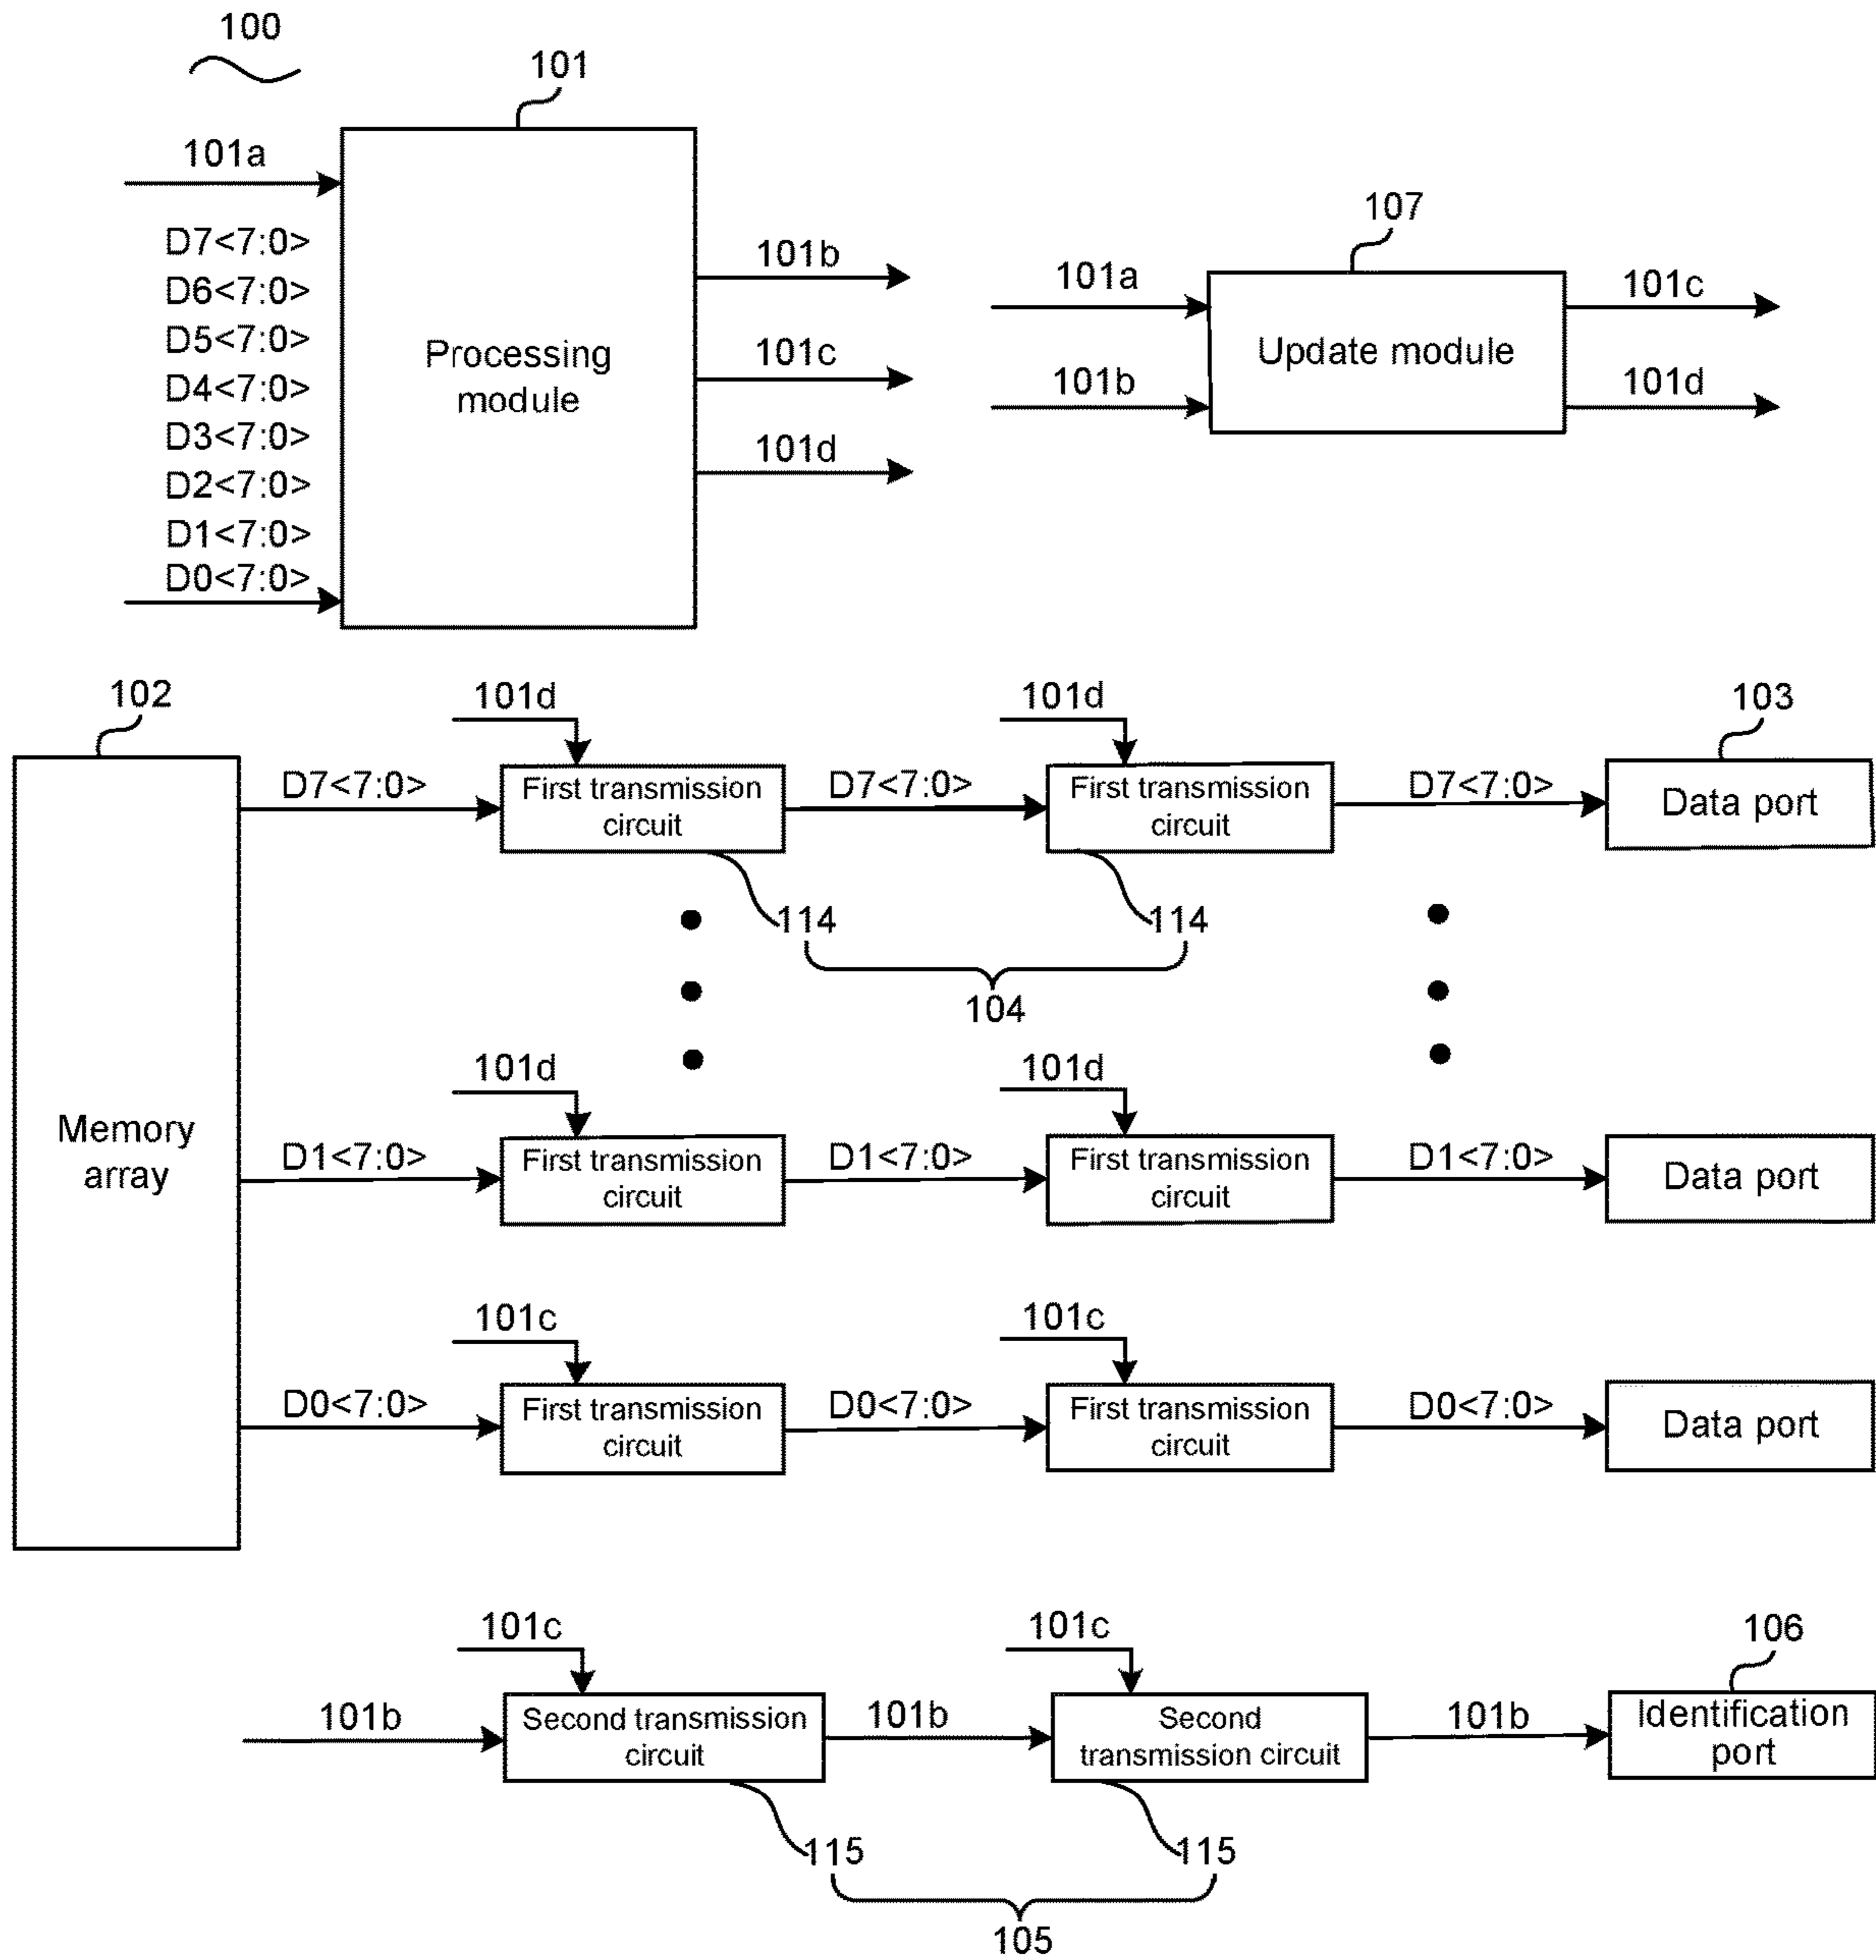 100
101
101a
D7<7:0>
D6<7:0>
D5<7:0>
D4<7:0>
D3<7:0>
D2<7:0>
D1<7:0>
D0<7:0>
Processing
module
101b
101c
101d
107
101a
101b
Update module
101c
101d
102
Memory
array
101d
101d
103
D7<7:0>
First transmission
circuit
D7<7:0>
First transmission
circuit
D7<7:0>
Data port
114
114
104
101d
101d
D1<7:0>
First transmission
circuit
D1<7:0>
First transmission
circuit
D1<7:0>
Data port
101c
101c
D0<7:0>
First transmission
circuit
D0<7:0>
First transmission
circuit
D0<7:0>
Data port
101c
101c
106
101b
Second transmission
circuit
101b
Second
transmission circuit
101b
Identification
port
115
115
105